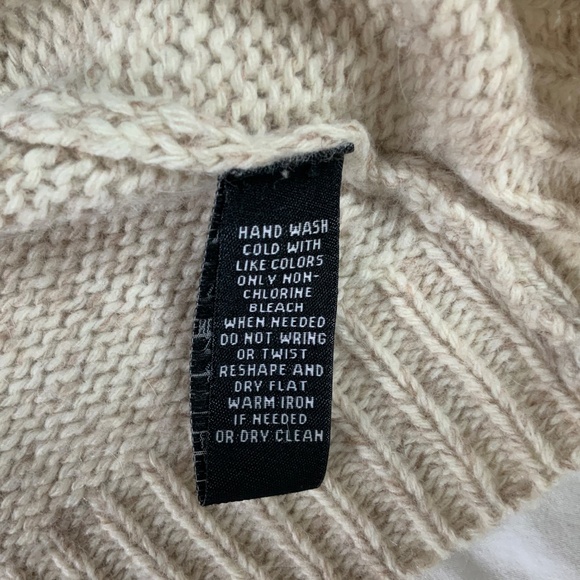 HAND WASH
COLD WITH
LIKE COLORS
ONLY NON-
CHLORINE
BLEACH
WHEN NEEDED
DO NOT WRING
OR TWIST
RESHAPE AND
DRY FLAT
WARM IRON
IF NEEDED
OR DRY CLEAN